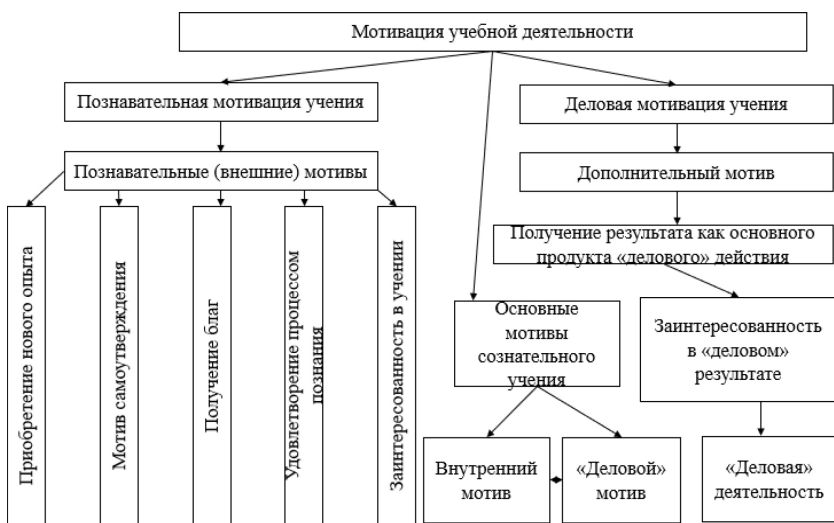 Мотивация учебной деятельности
Познавательная мотивация учения
Деловая мотивация учения
Познавательные (внешние) мотивы
Дополнительный мотив
Приобретение нового опыта
Мотив самоутверждения
Получение благ
Удовлетворение процессом
познания
Заинтересованность в учении
Получение результата как основного
продукта «делового» действия
Основные
мотивы
сознательного
учения
Заинтересованность
в «деловом»
результате
Внутренний
мотив
«Деловой»
мотив
«Деловая»
деятельность